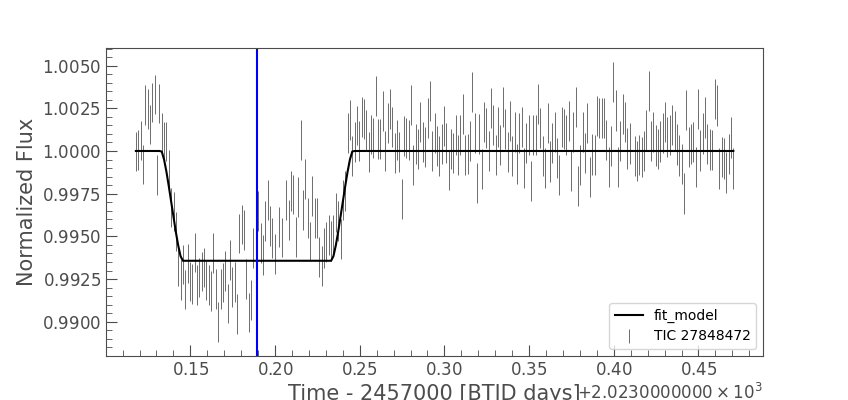 1.0050
1.0025
1.0000
0.9975
0.9950
0.9925
0.9900
Normalized Flux
fit_model
TIC 27848472
0.15 0.20 0.25 0.30 0.35 0.40 0.45
Time - 2457000 [BTJD days]
+2.0230000000 × 10³